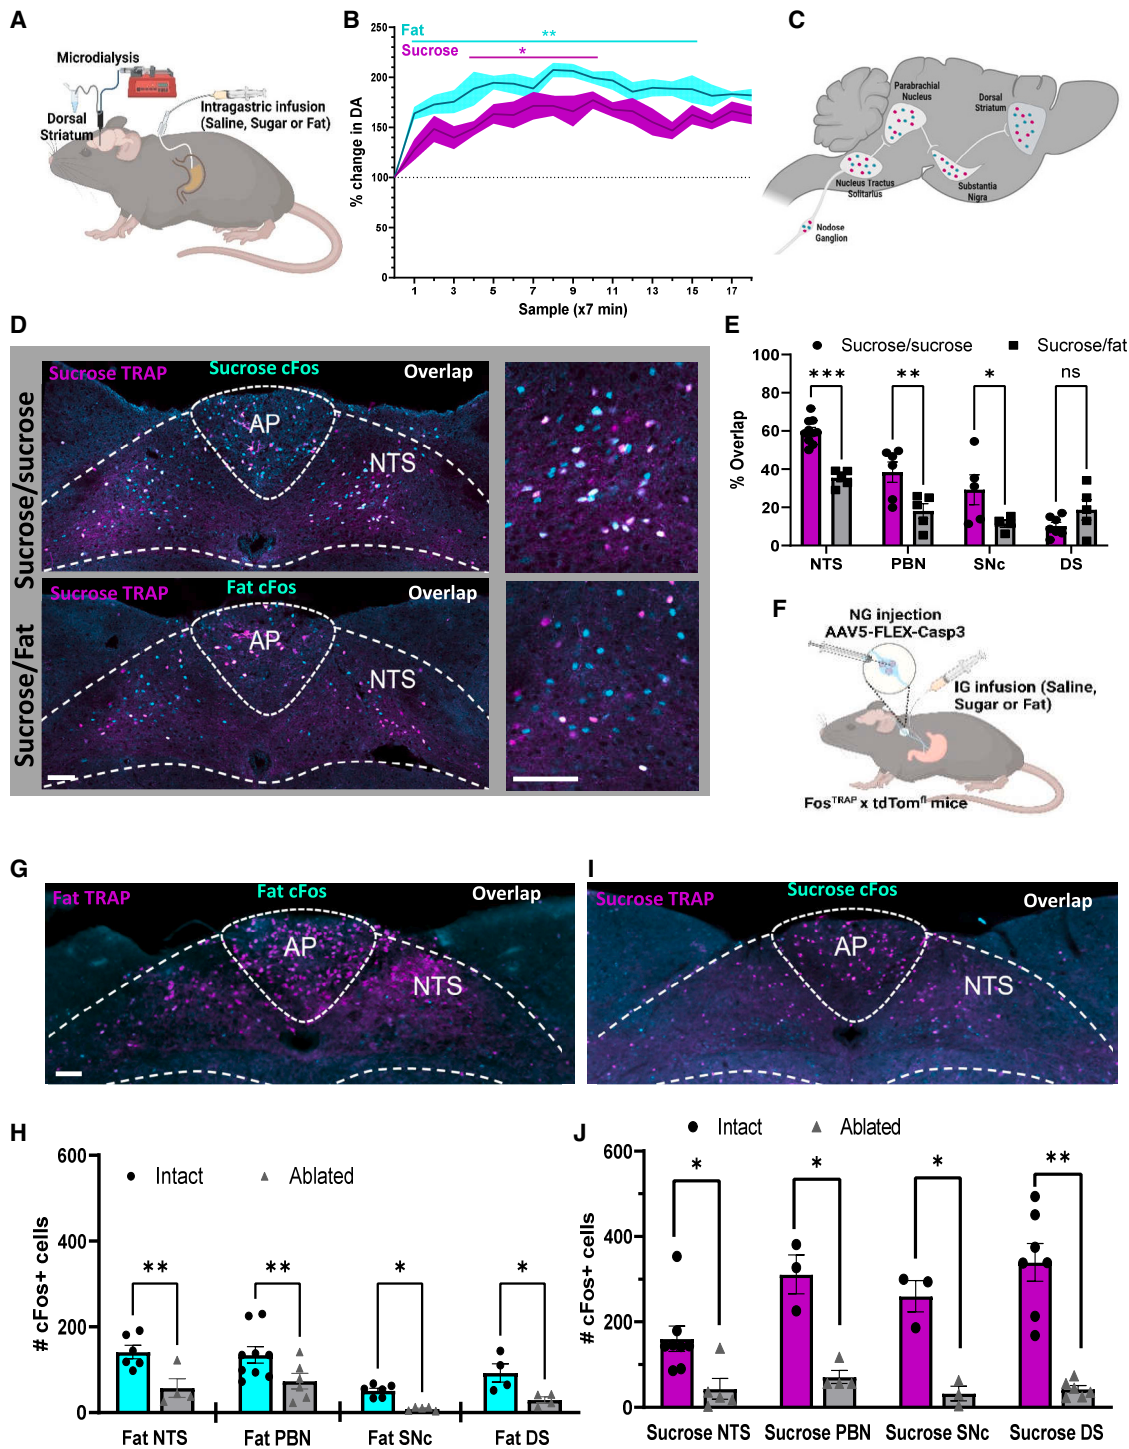 A
Microdialysis
Intragastric infusion
(Saline, Sugar or Fat)
Dorsal
Striatum
B
Fat
Sucrose
**
*
% change in DA
250
200
150
100
50
0
1 3 5 7 9 11 13 15 17
Sample (x7 min)
C
Parabrachial
Nucleus
Dorsal
Striatum
Nucleus Tractus
Solitarius
Substantia
Nigra
Nodose
Ganglion
D
Sucrose/sucrose
Sucrose TRAP Sucrose cFos Overlap
AP
NTS
Sucrose/Fat
Sucrose TRAP Fat cFos Overlap
AP
NTS
E
Sucrose/sucrose Sucrose/fat
% Overlap
100
80
60
40
20
0
*** ** * ns
NTS PBN SNc DS
F
NG injection
AAV5-FLEX-Casp3
IG infusion (Saline,
Sugar or Fat)
FosTRAP x tdTomfl mice
G
Fat TRAP Fat cFos Overlap
AP
NTS
I
Sucrose TRAP Sucrose cFos Overlap
AP
NTS
H
Intact Ablated
# cFos+ cells
600
400
200
0
** ** * *
Fat NTS Fat PBN Fat SNc Fat DS
J
Intact Ablated
# cFos+ cells
600
400
200
0
* * * **
Sucrose NTS Sucrose PBN Sucrose SNc Sucrose DS